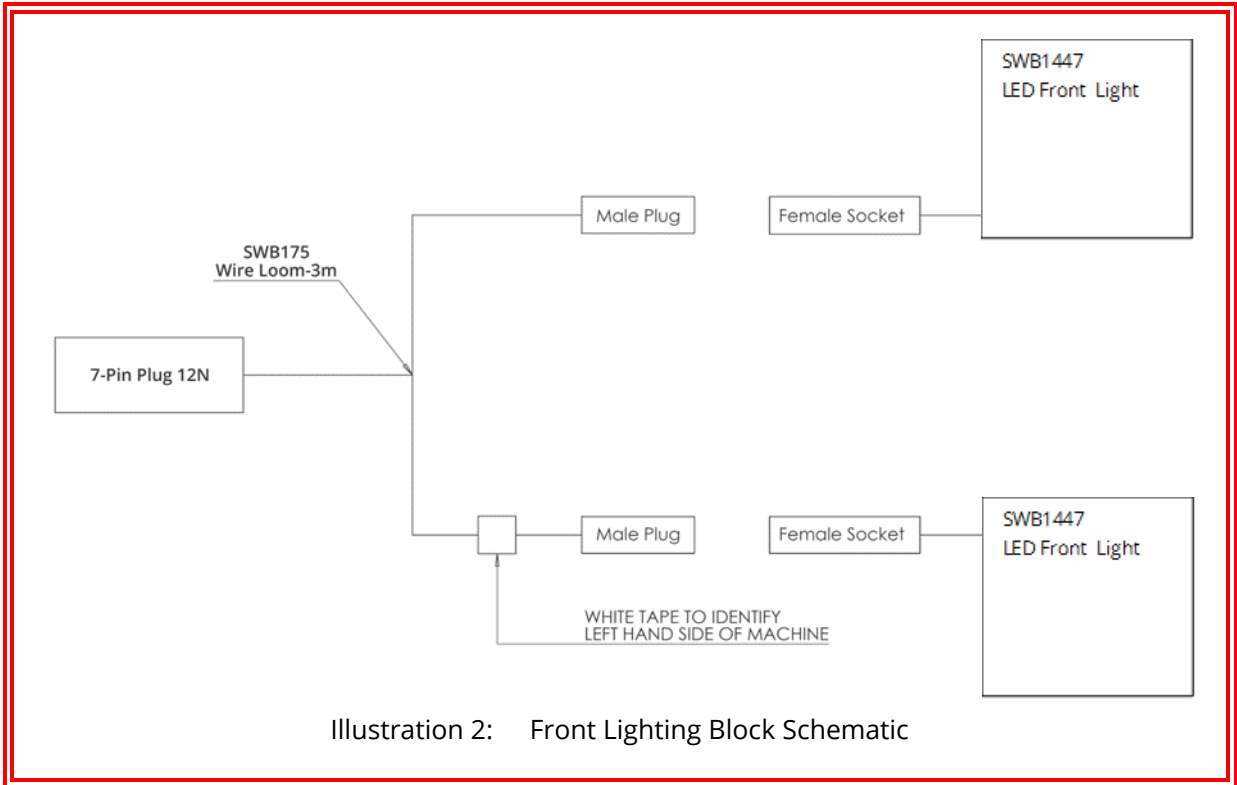 SWB1447
LED Front Light
Male Plug
Female Socket
SWB175
Wire Loom-3m
7-Pin Plug 12N
SWB1447
LED Front Light
Male Plug
Female Socket
WHITE TAPE TO IDENTIFY
LEFT HAND SIDE OF MACHINE
Illustration 2: Front Lighting Block Schematic